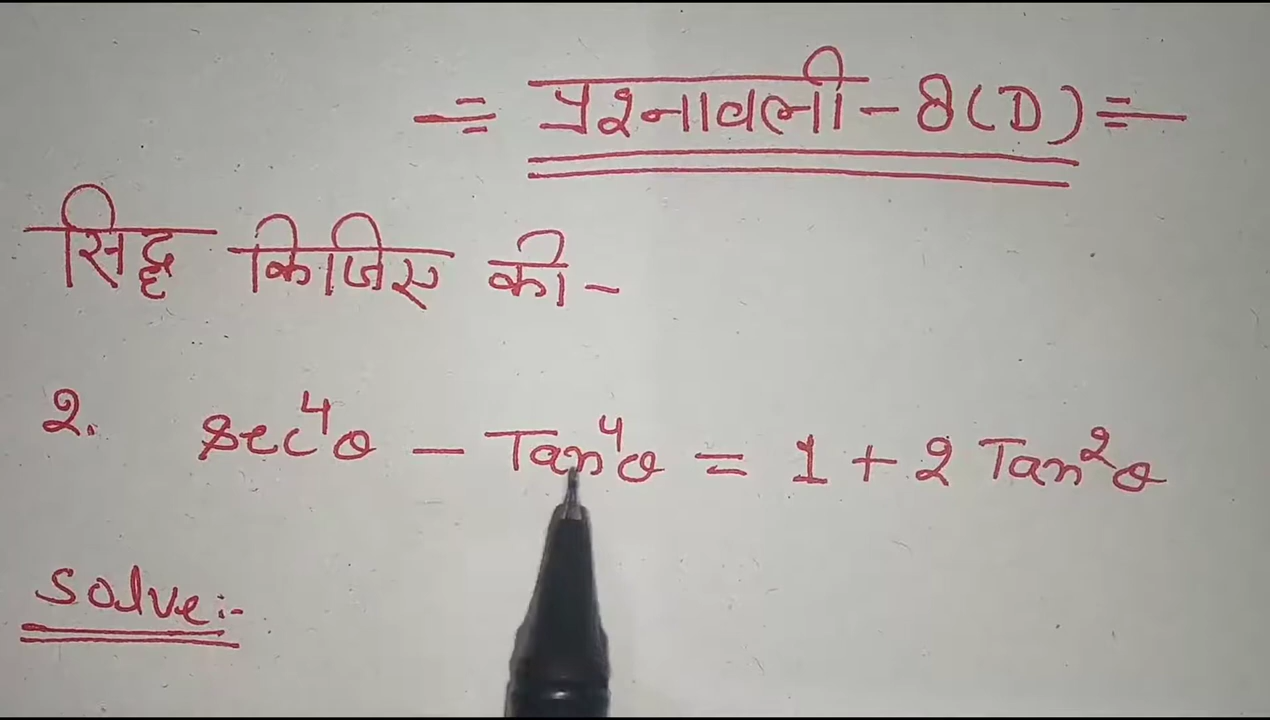 = प्रश्नावली - 8 (D) =
सिद्ध किजिए की -
2. sec⁴θ - Tan⁴θ = 1 + 2 Tan²θ
Solve:-